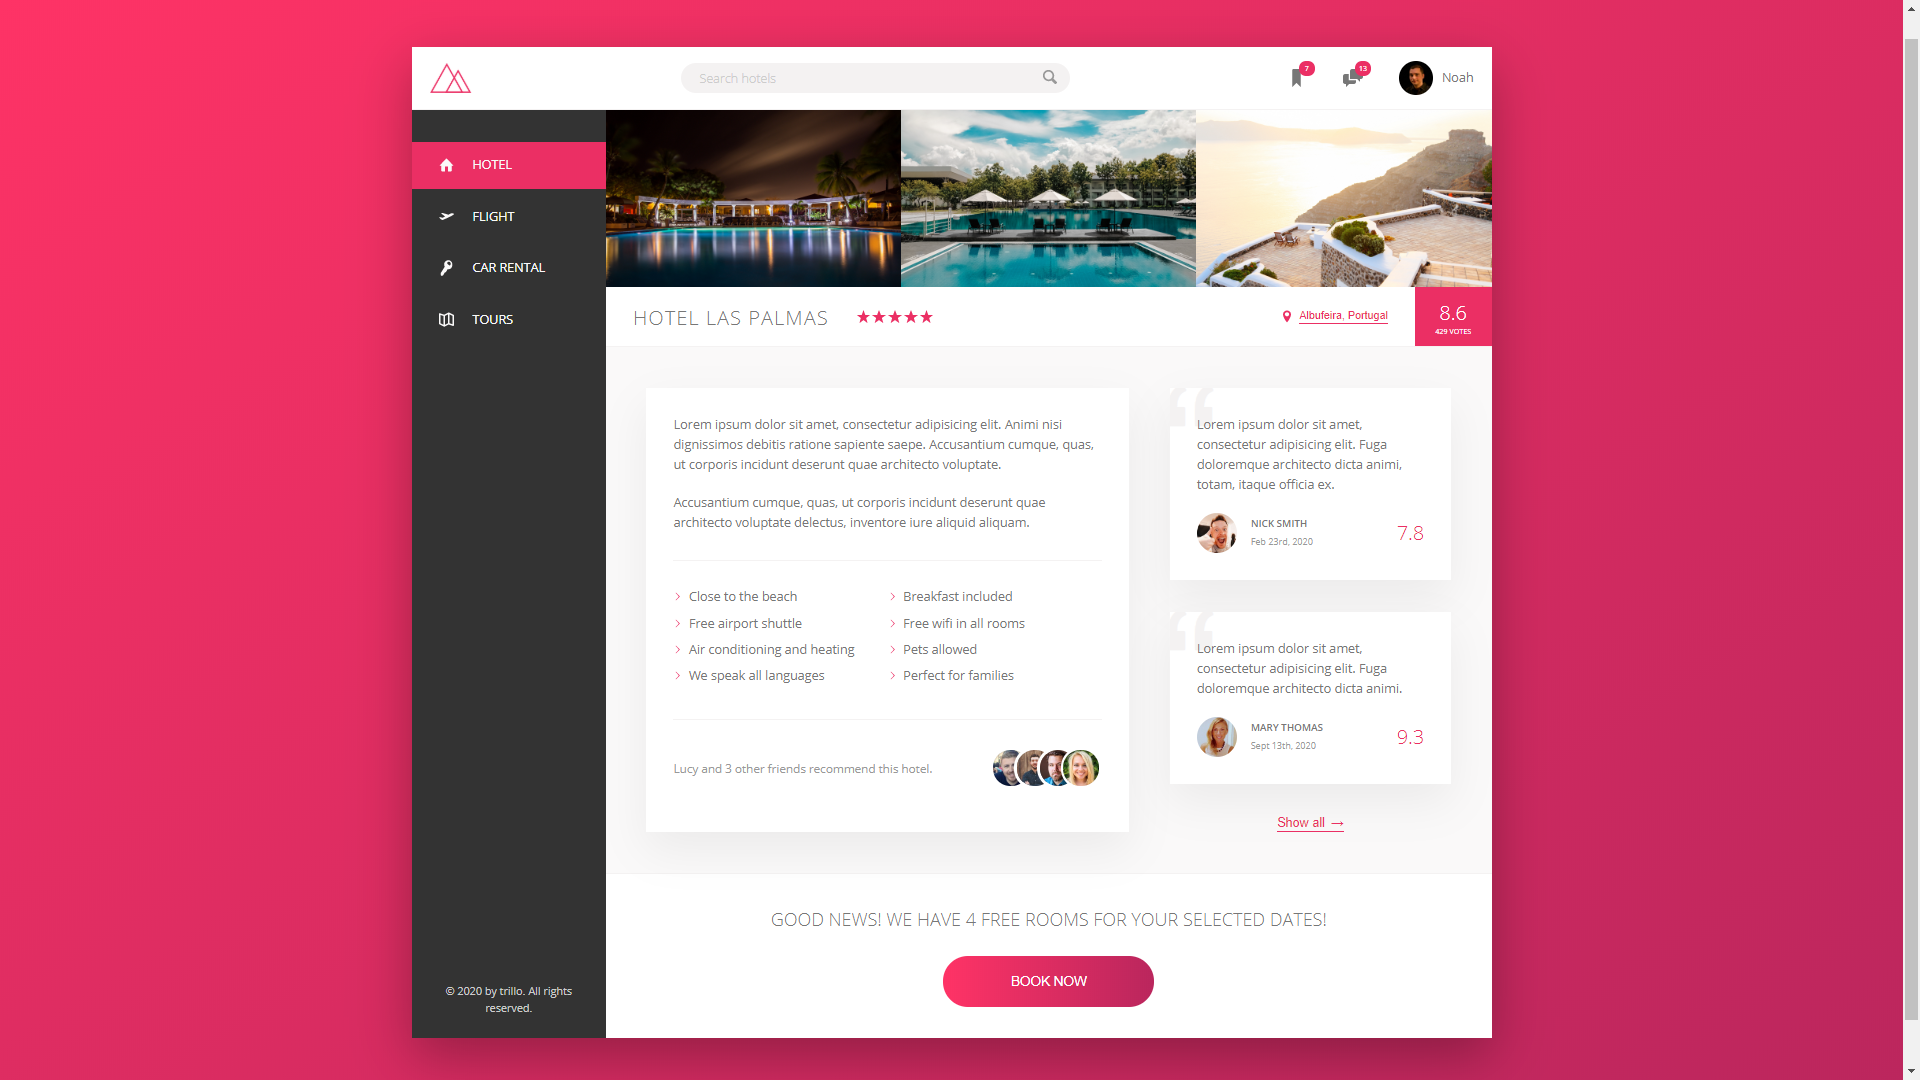 Search hotels
7
13
Noah
HOTEL
FLIGHT
CAR RENTAL
TOURS
© 2020 by trillo. All rights
reserved.
HOTEL LAS PALMAS
Albufeira, Portugal
8.6
429 VOTES
Lorem ipsum dolor sit amet, consectetur adipisicing elit. Animi nisi
dignissimos debitis ratione sapiente saepe. Accusantium cumque, quas,
ut corporis incidunt deserunt quae architecto voluptate.
Accusantium cumque, quas, ut corporis incidunt deserunt quae
architecto voluptate delectus, inventore iure aliquid aliquam.
Close to the beach
Breakfast included
Free airport shuttle
Free wifi in all rooms
Air conditioning and heating
Pets allowed
We speak all languages
Perfect for families
Lucy and 3 other friends recommend this hotel.
“
Lorem ipsum dolor sit amet,
consectetur adipisicing elit. Fuga
doloremque architecto dicta animi,
totam, itaque officia ex.
NICK SMITH
Feb 23rd, 2020
7.8
“
Lorem ipsum dolor sit amet,
consectetur adipisicing elit. Fuga
doloremque architecto dicta animi.
MARY THOMAS
Sept 13th, 2020
9.3
Show all →
GOOD NEWS! WE HAVE 4 FREE ROOMS FOR YOUR SELECTED DATES!
BOOK NOW